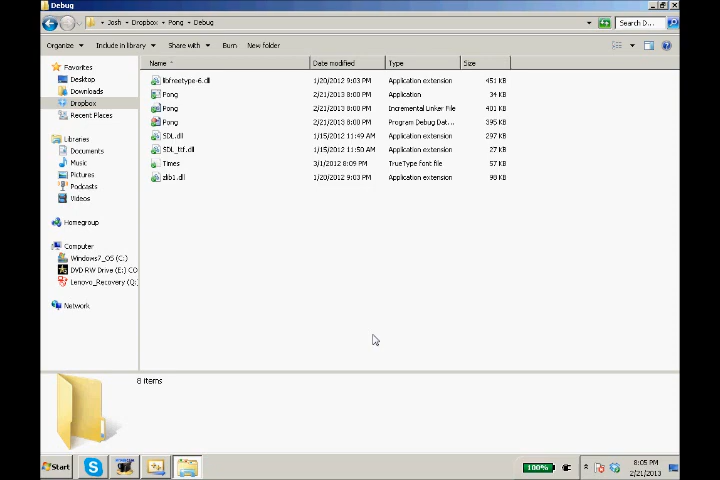 Debug
Josh Dropbox Pong Debug
Search D...
Organize Include in library Share with Burn New folder
Name Date modified Type Size
libfreetype-6.dll 1/20/2012 9:03 PM Application extension 451 KB
Pong 2/21/2013 8:00 PM Application 34 KB
Pong 2/21/2013 8:00 PM Incremental Linker File 401 KB
Pong 2/21/2013 8:00 PM Program Debug Dat... 395 KB
SDL.dll 1/15/2012 11:49 AM Application extension 297 KB
SDL_ttf.dll 1/15/2012 11:50 AM Application extension 27 KB
Times 3/1/2012 8:09 PM TrueType font file 57 KB
zlib1.dll 1/20/2012 9:03 PM Application extension 98 KB
Favorites
Desktop
Downloads
Dropbox
Recent Places
Libraries
Documents
Music
Pictures
Podcasts
Videos
Homegroup
Computer
Windows7_OS (C:)
DVD RW Drive (E:) CO
Lenovo_Recovery (Q:)
Network
8 items
Start
100%
8:05 PM
2/21/2013